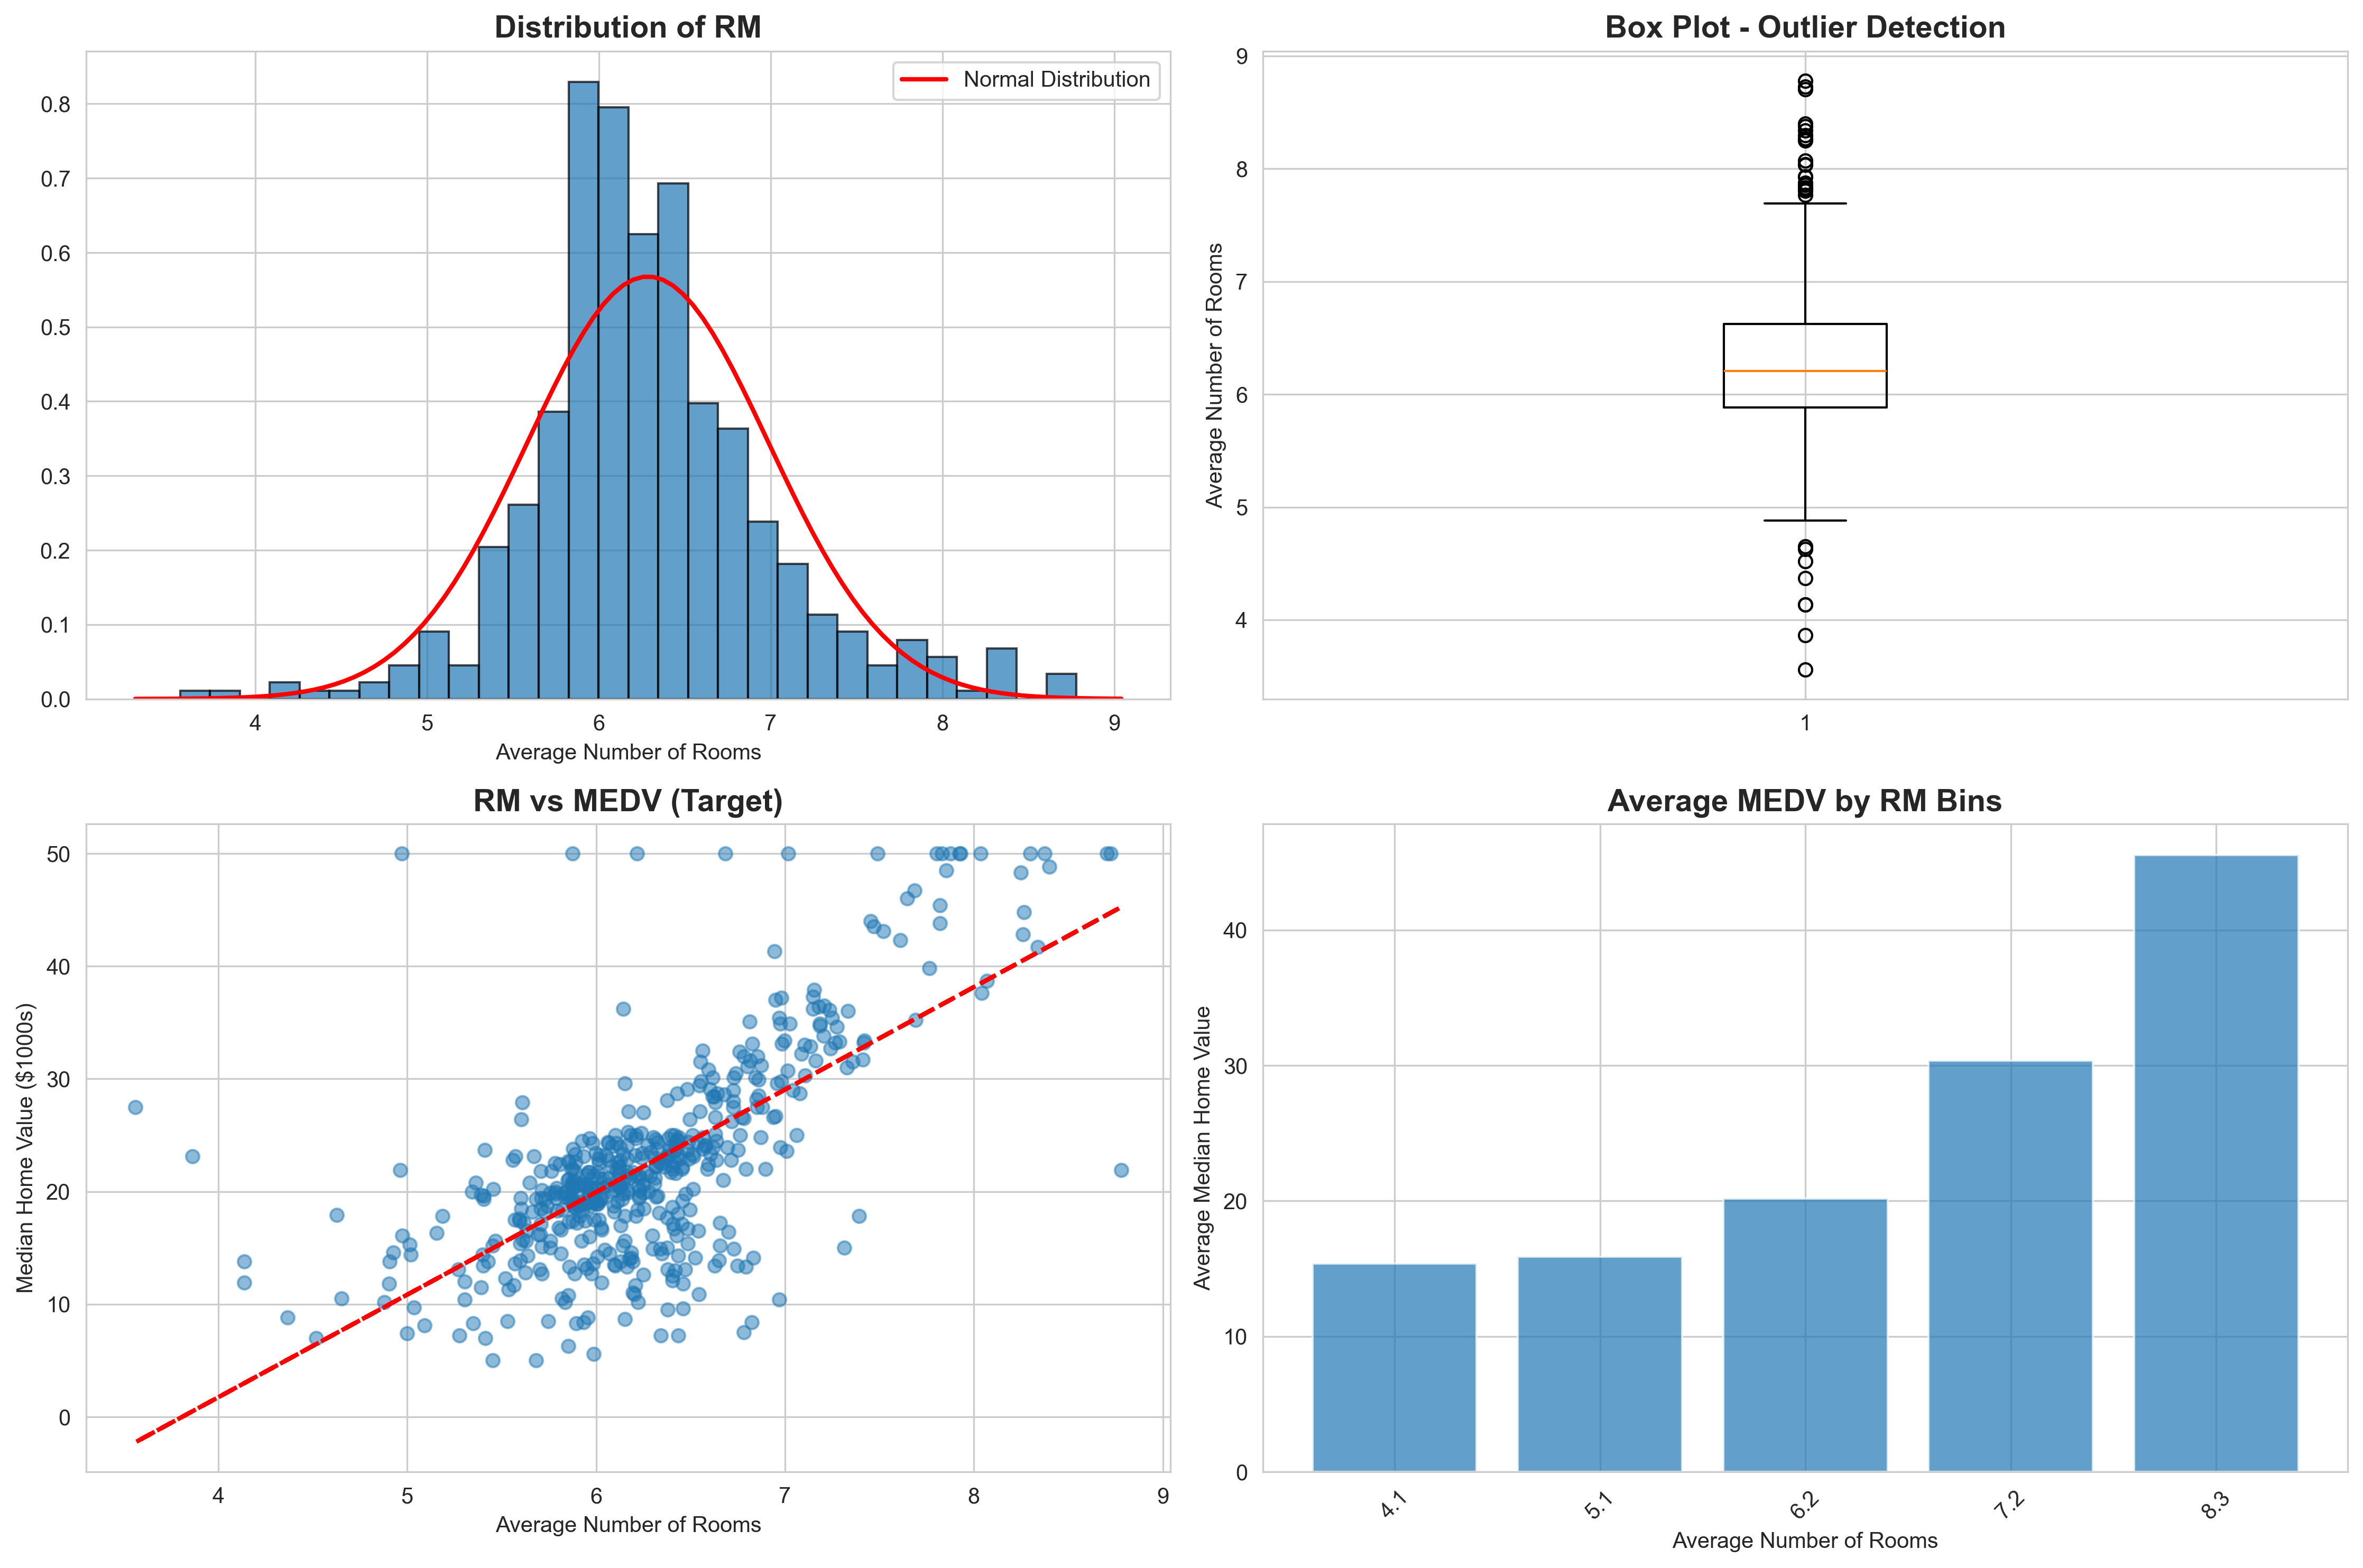 Distribution of RM
Normal Distribution
0.8
0.7
0.6
0.5
0.4
0.3
0.2
0.1
0.0
4 5 6 7 8 9
Average Number of Rooms
Box Plot - Outlier Detection
Average Number of Rooms
9
8
7
6
5
4
1
RM vs MEDV (Target)
Median Home Value ($1000s)
50
40
30
20
10
0
4 5 6 7 8 9
Average Number of Rooms
Average MEDV by RM Bins
Average Median Home Value
40
30
20
10
0
4.1 5.1 6.2 7.2 8.3
Average Number of Rooms